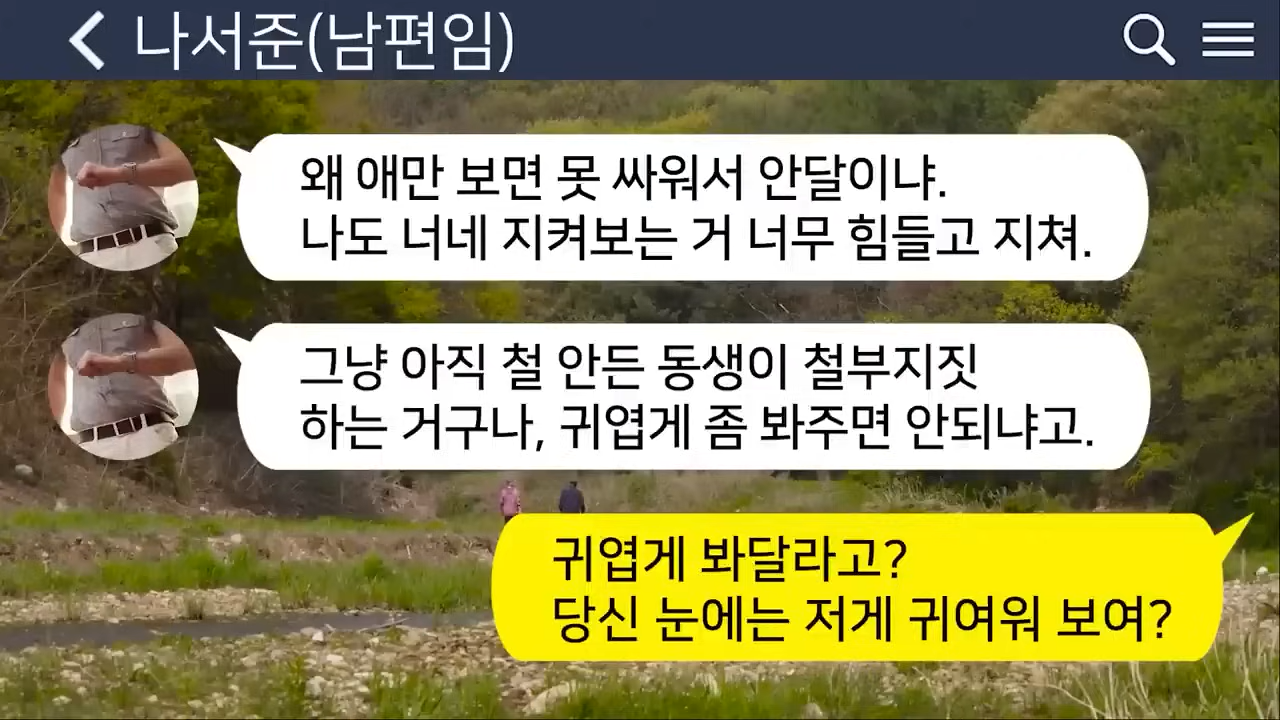 나서준(남편임)
왜 애만 보면 못 싸워서 안달이냐.
나도 너네 지켜보는 거 너무 힘들고 지쳐.
그냥 아직 철 안든 동생이 철부지짓
하는 거구나, 귀엽게 좀 봐주면 안되냐고.
귀엽게 봐달라고?
당신 눈에는 저게 귀여워 보여?